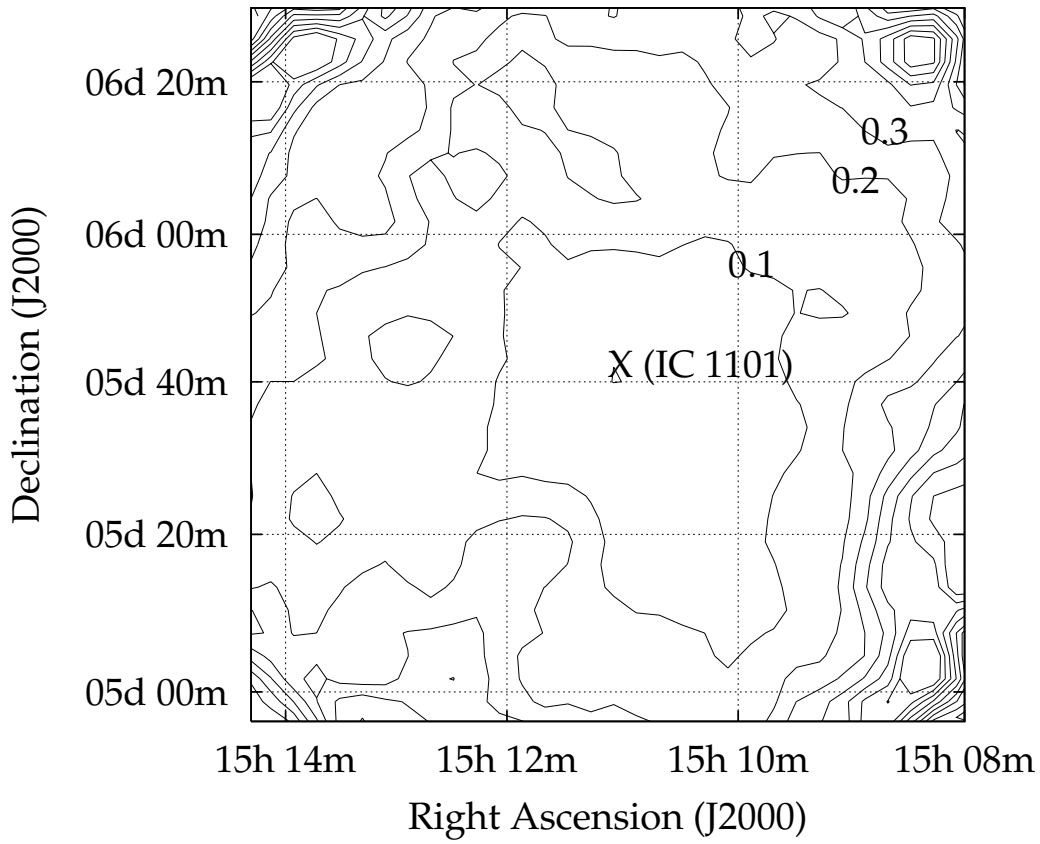 06d 20m
0.3
0.2
06d 00m
0.1
X (IC 1101)
05d 40m
05d 20m
05d 00m
Declination (J2000)
15h 14m 15h 12m 15h 10m 15h 08m
Right Ascension (J2000)